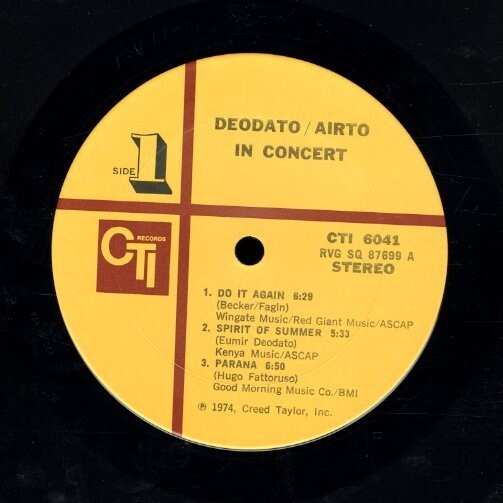 DEODATO/AIRTO
IN CONCERT
SIDE 1
CTI RECORDS
CTI 6041
RVG SQ 87699 A
STEREO
1. DO IT AGAIN 6:29
(Becker/Fagin)
Wingate Music/Red Giant Music/ASCAP
2. SPIRIT OF SUMMER 5:33
(Eumir Deodato)
Kenya Music/ASCAP
3. PARANA 6:50
(Hugo Fattoruso)
Good Morning Music Co./BMI
℗ 1974, Creed Taylor, Inc.